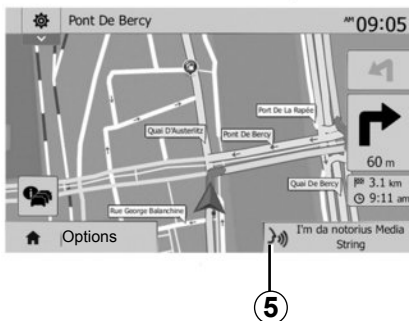 Pont De Bercy
AM 09:05
Port De La Rapée
Quai D'Austerlitz
Pont De Bercy
60 m
Quai De Bercy
3.1 km
9:11 am
Rue George Balanchine
Options
I'm da notorius Media
String
5